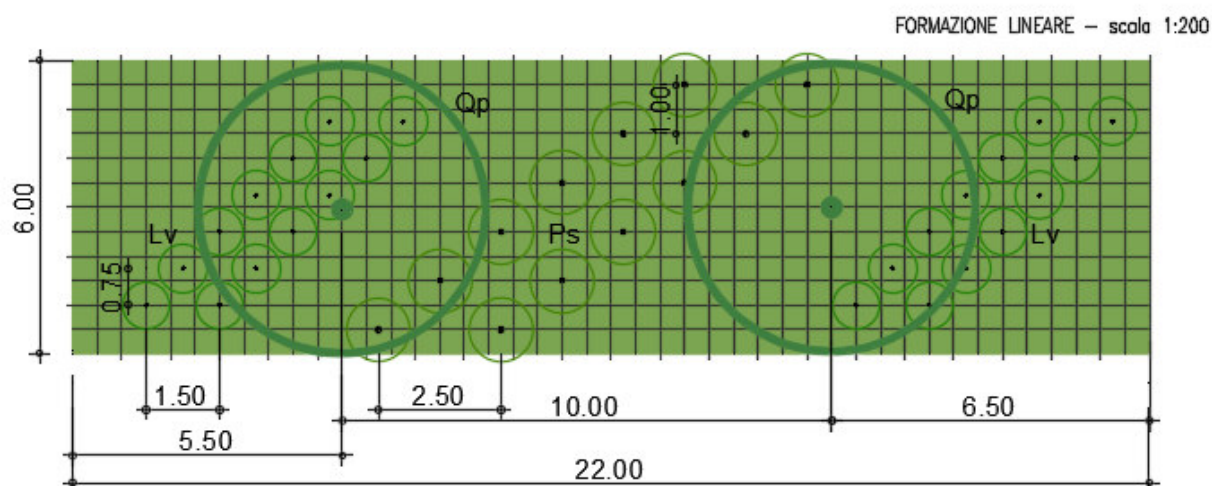 FORMAZIONE LINEARE – scala 1:200
Qp
Qp
1.00
6.00
Lv
Ps
Lv
0.75
1.50
2.50
10.00
6.50
5.50
22.00